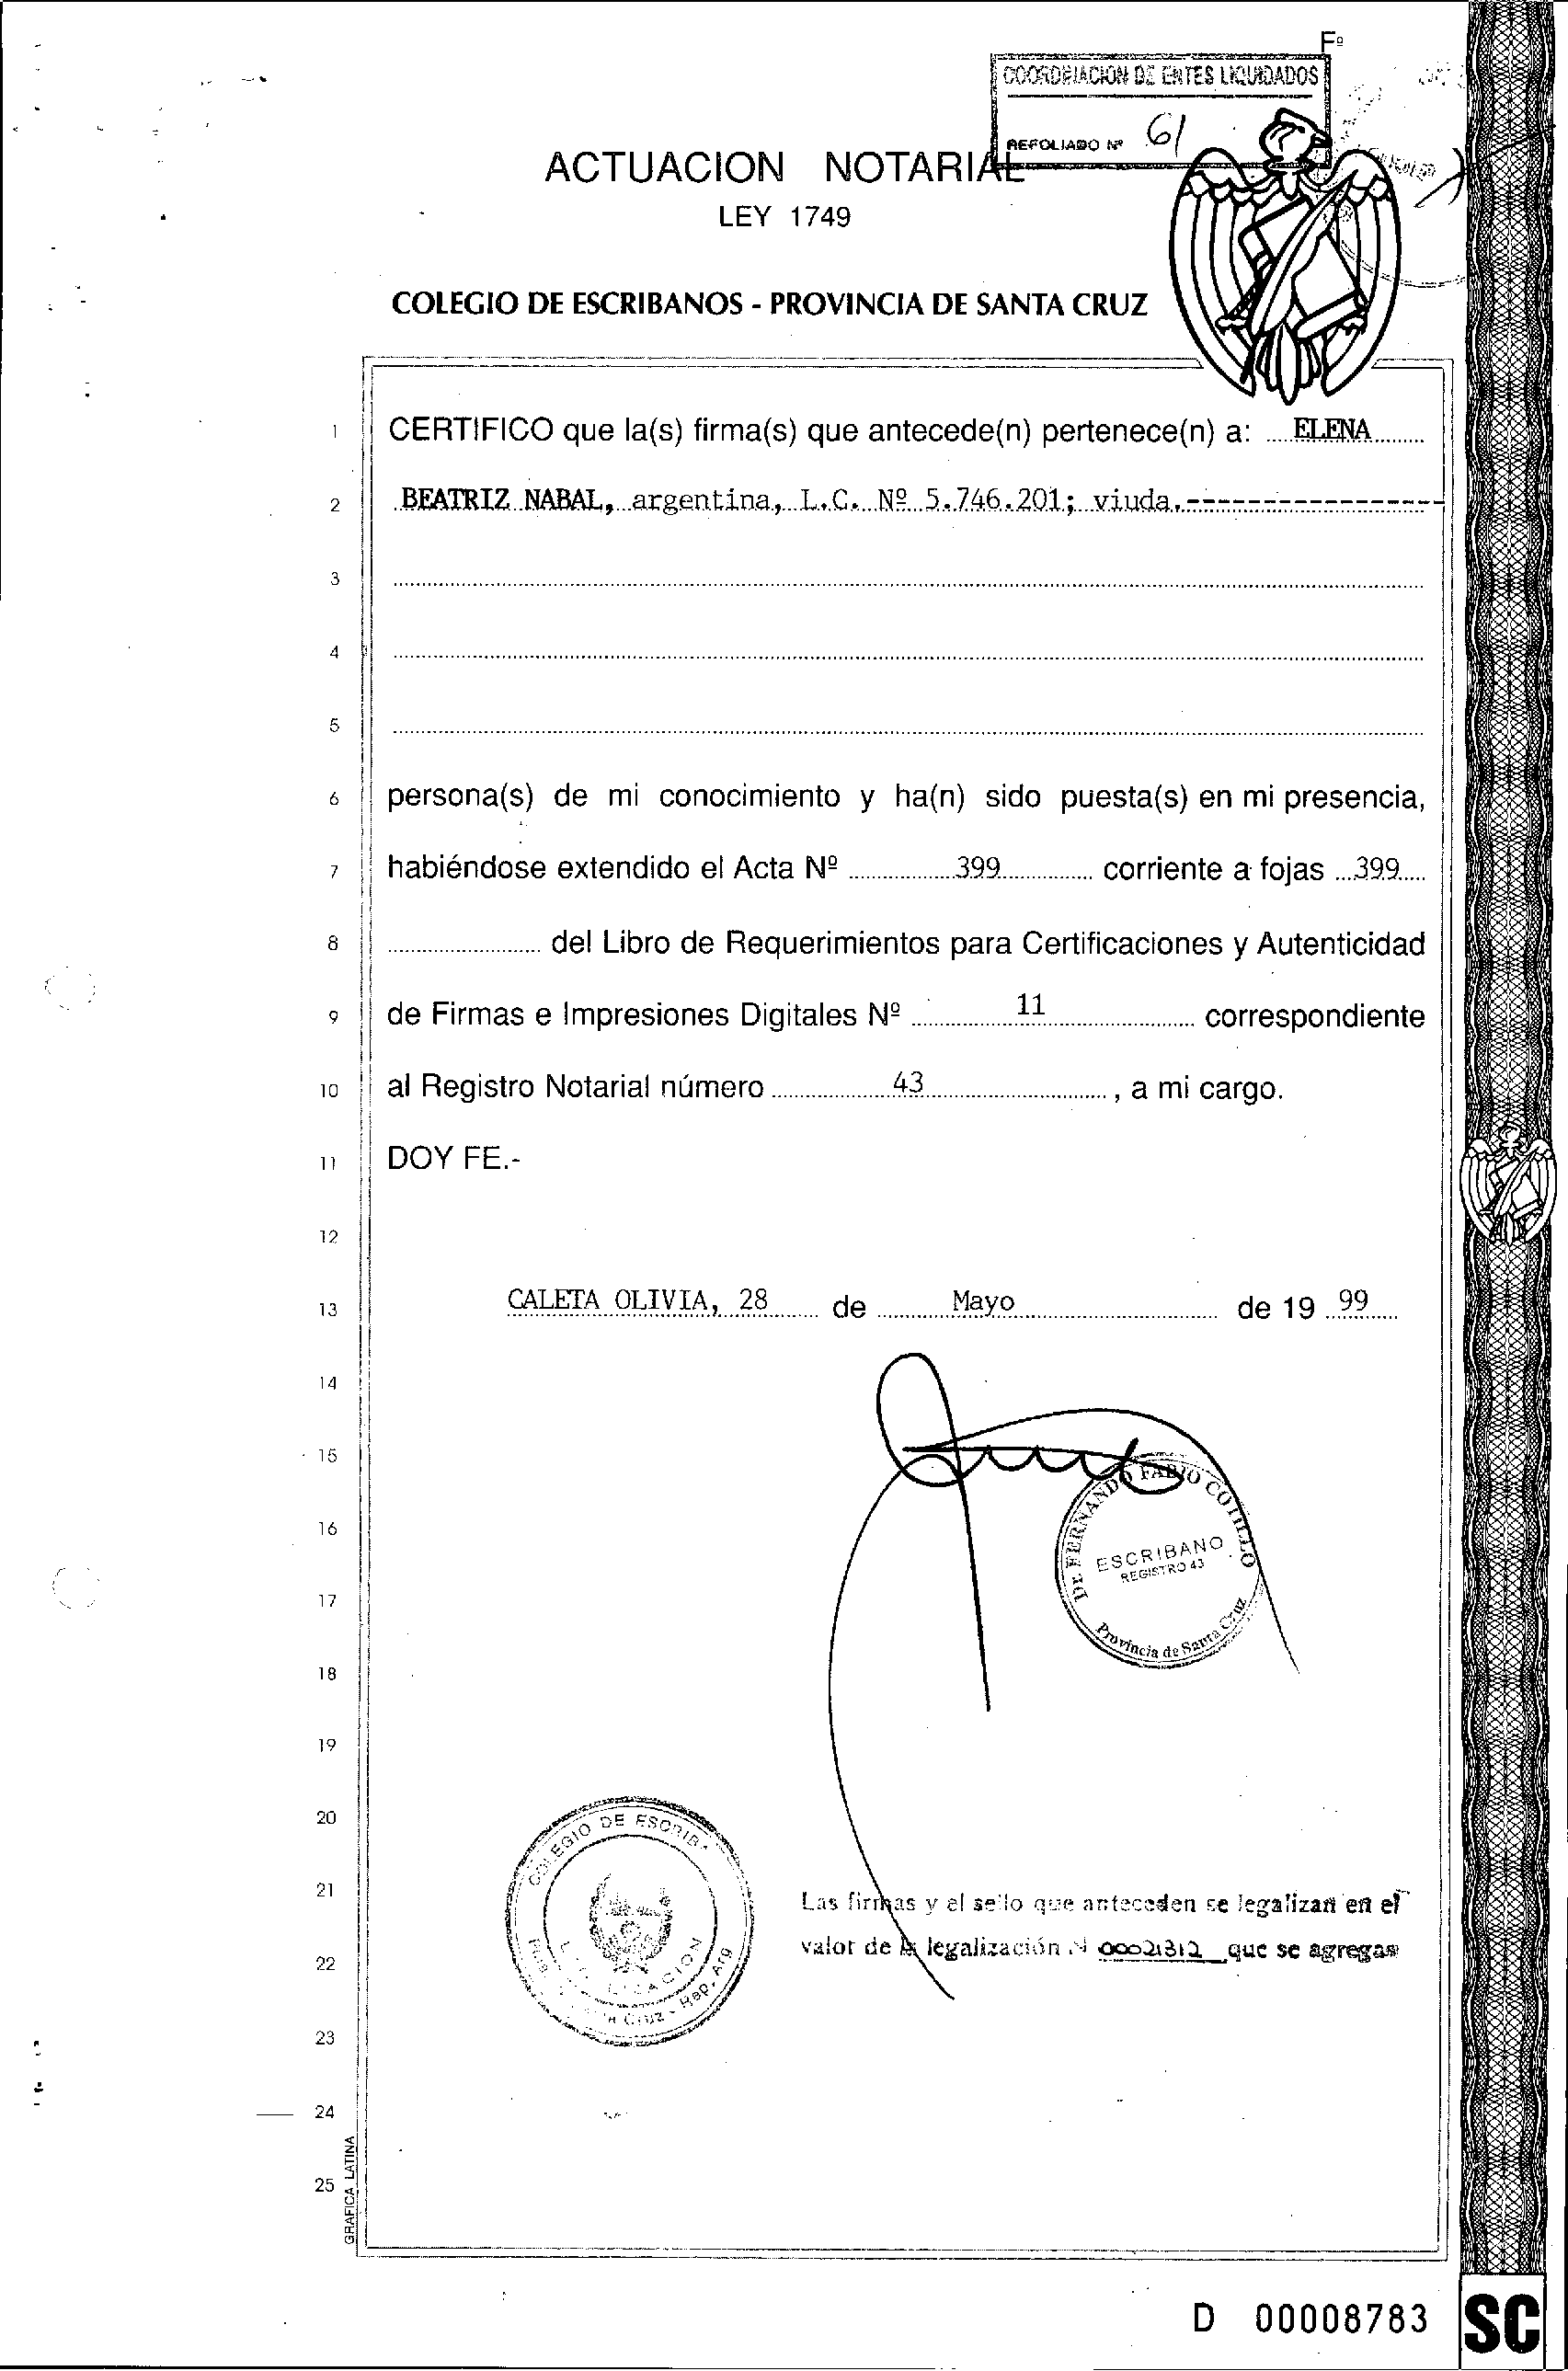 Fº
COORDINACION DE ENTES LIQUIDADOS
REFOLIADO Nº 61
ACTUACION NOTARIAL
LEY 1749
COLEGIO DE ESCRIBANOS - PROVINCIA DE SANTA CRUZ
1 CERTIFICO que la(s) firma(s) que antecede(n) pertenece(n) a: ELENA
2 BEATRIZ NABAL, argentina, L.C. Nº 5.746.201; viuda.-
3
4
5
6 persona(s) de mi conocimiento y ha(n) sido puesta(s) en mi presencia,
7 habiéndose extendido el Acta Nº 399 corriente a fojas 399
8 del Libro de Requerimientos para Certificaciones y Autenticidad
9 de Firmas e Impresiones Digitales Nº 11 correspondiente
10 al Registro Notarial número 43, a mi cargo.
11 DOY FE.-
12
13 CALETA OLIVIA, 28 de Mayo de 19 99
14
15
Dr. FERNANDO FABIO COTILLO
16
ESCRIBANO
REGISTRO 43
17
Provincia de Santa Cruz
18
19
20
COLEGIO DE ESCRIB
21 Las firmas y el sello que anteceden se legalizan en el
22 valor de la legalización N 00021312 que se agregas
Cruz - Rep. Arg
23
24
25
GRAFICA LATINA
D 00008783
SC